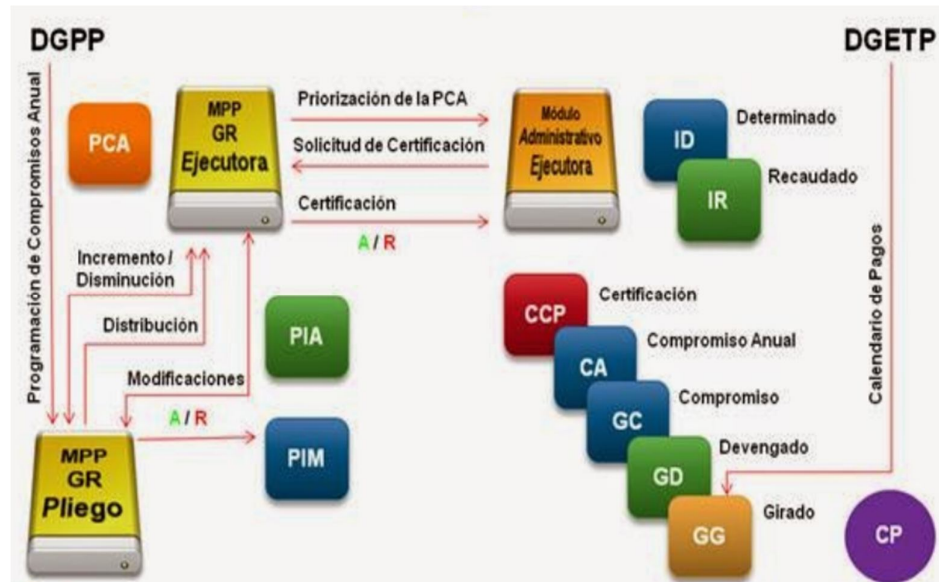 DGPP
DGETP
Programación de Compromisos Anual
PCA
MPP
GR
Ejecutora
Priorización de la PCA
Solicitud de Certificación
Certificación
A / R
Módulo
Administrativo
Ejecutora
ID
Determinado
IR
Recaudado
Calendario de Pagos
Incremento /
Disminución
Distribución
Modificaciones
A / R
PIA
PIM
MPP
GR
Pliego
CCP
Certificación
CA
Compromiso Anual
GC
Compromiso
GD
Devengado
GG
Girado
CP